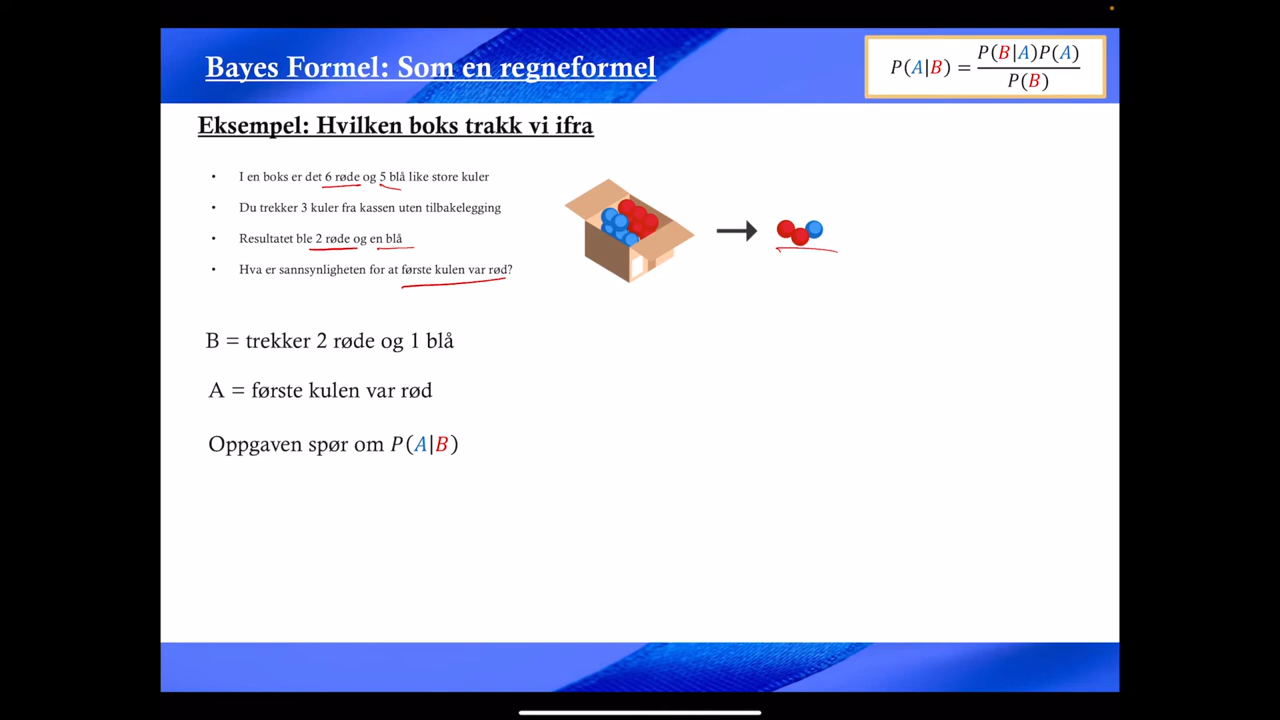 Bayes Formel: Som en regneformel
P(A|B) = P(B|A)P(A) / P(B)
Eksempel: Hvilken boks trakk vi ifra
• I en boks er det 6 røde og 5 blå like store kuler
• Du trekker 3 kuler fra kassen uten tilbakelegging
• Resultatet ble 2 røde og en blå
• Hva er sannsynligheten for at første kulen var rød?
B = trekker 2 røde og 1 blå
A = første kulen var rød
Oppgaven spør om P(A|B)